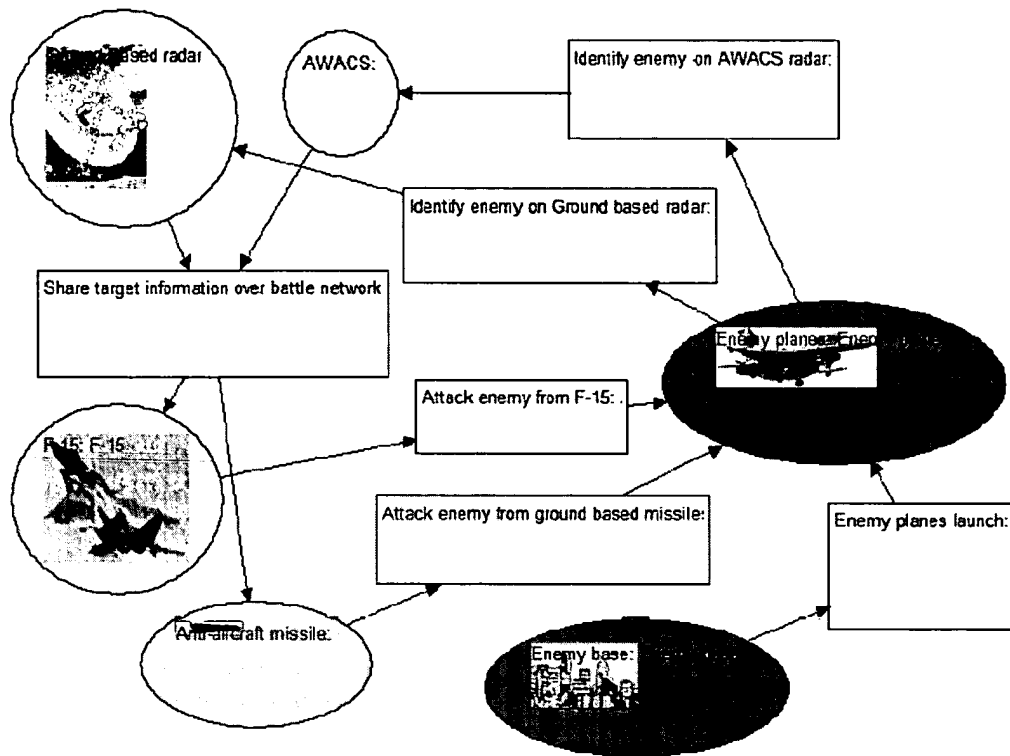 based radar
AWACS:
Identify enemy on AWACS radar:
Identify enemy on Ground based radar:
Share target information over battle network
Enemy planes:
Attack enemy from F-15:
F-15: F-15
Attack enemy from ground based missile:
Enemy planes launch:
Anti-aircraft missile:
Enemy base: